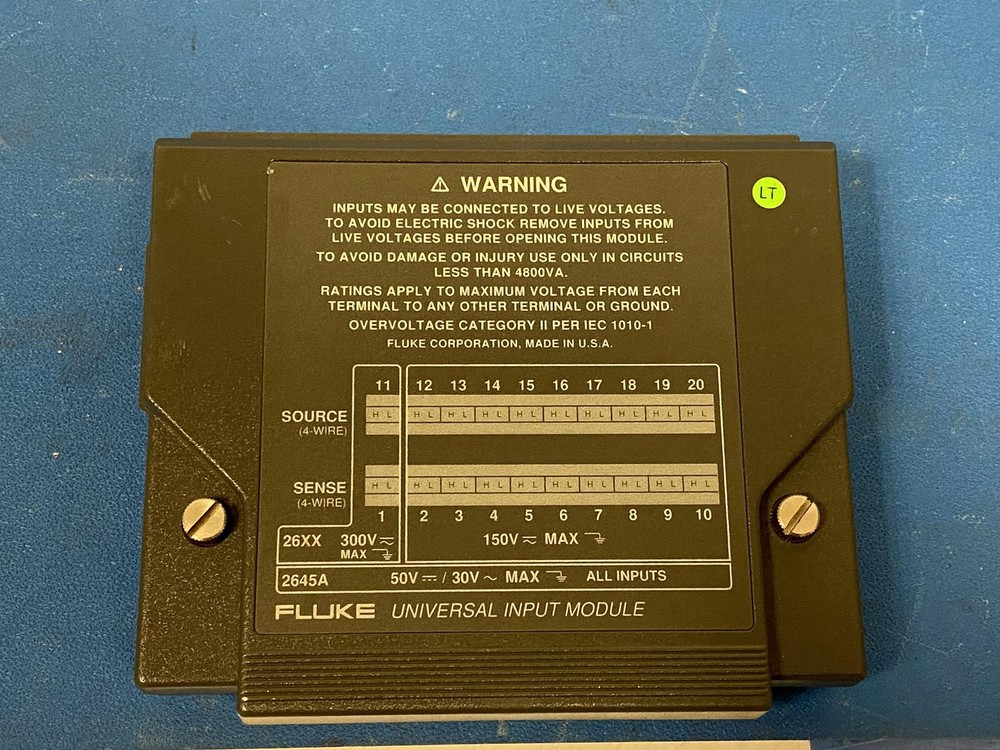 ⚠ WARNING
LT
INPUTS MAY BE CONNECTED TO LIVE VOLTAGES.
TO AVOID ELECTRIC SHOCK REMOVE INPUTS FROM
LIVE VOLTAGES BEFORE OPENING THIS MODULE.
TO AVOID DAMAGE OR INJURY USE ONLY IN CIRCUITS
LESS THAN 4800VA.
RATINGS APPLY TO MAXIMUM VOLTAGE FROM EACH
TERMINAL TO ANY OTHER TERMINAL OR GROUND.
OVERVOLTAGE CATEGORY II PER IEC 1010-1
FLUKE CORPORATION, MADE IN U.S.A.
11 12 13 14 15 16 17 18 19 20
SOURCE H L H L H L H L H L H L H L H L H L H L
(4-WIRE)
SENSE H L H L H L H L H L H L H L H L H L H L
(4-WIRE)
1 2 3 4 5 6 7 8 9 10
26XX 300V MAX 150V MAX
2645A 50V / 30V ~ MAX ALL INPUTS
FLUKE UNIVERSAL INPUT MODULE